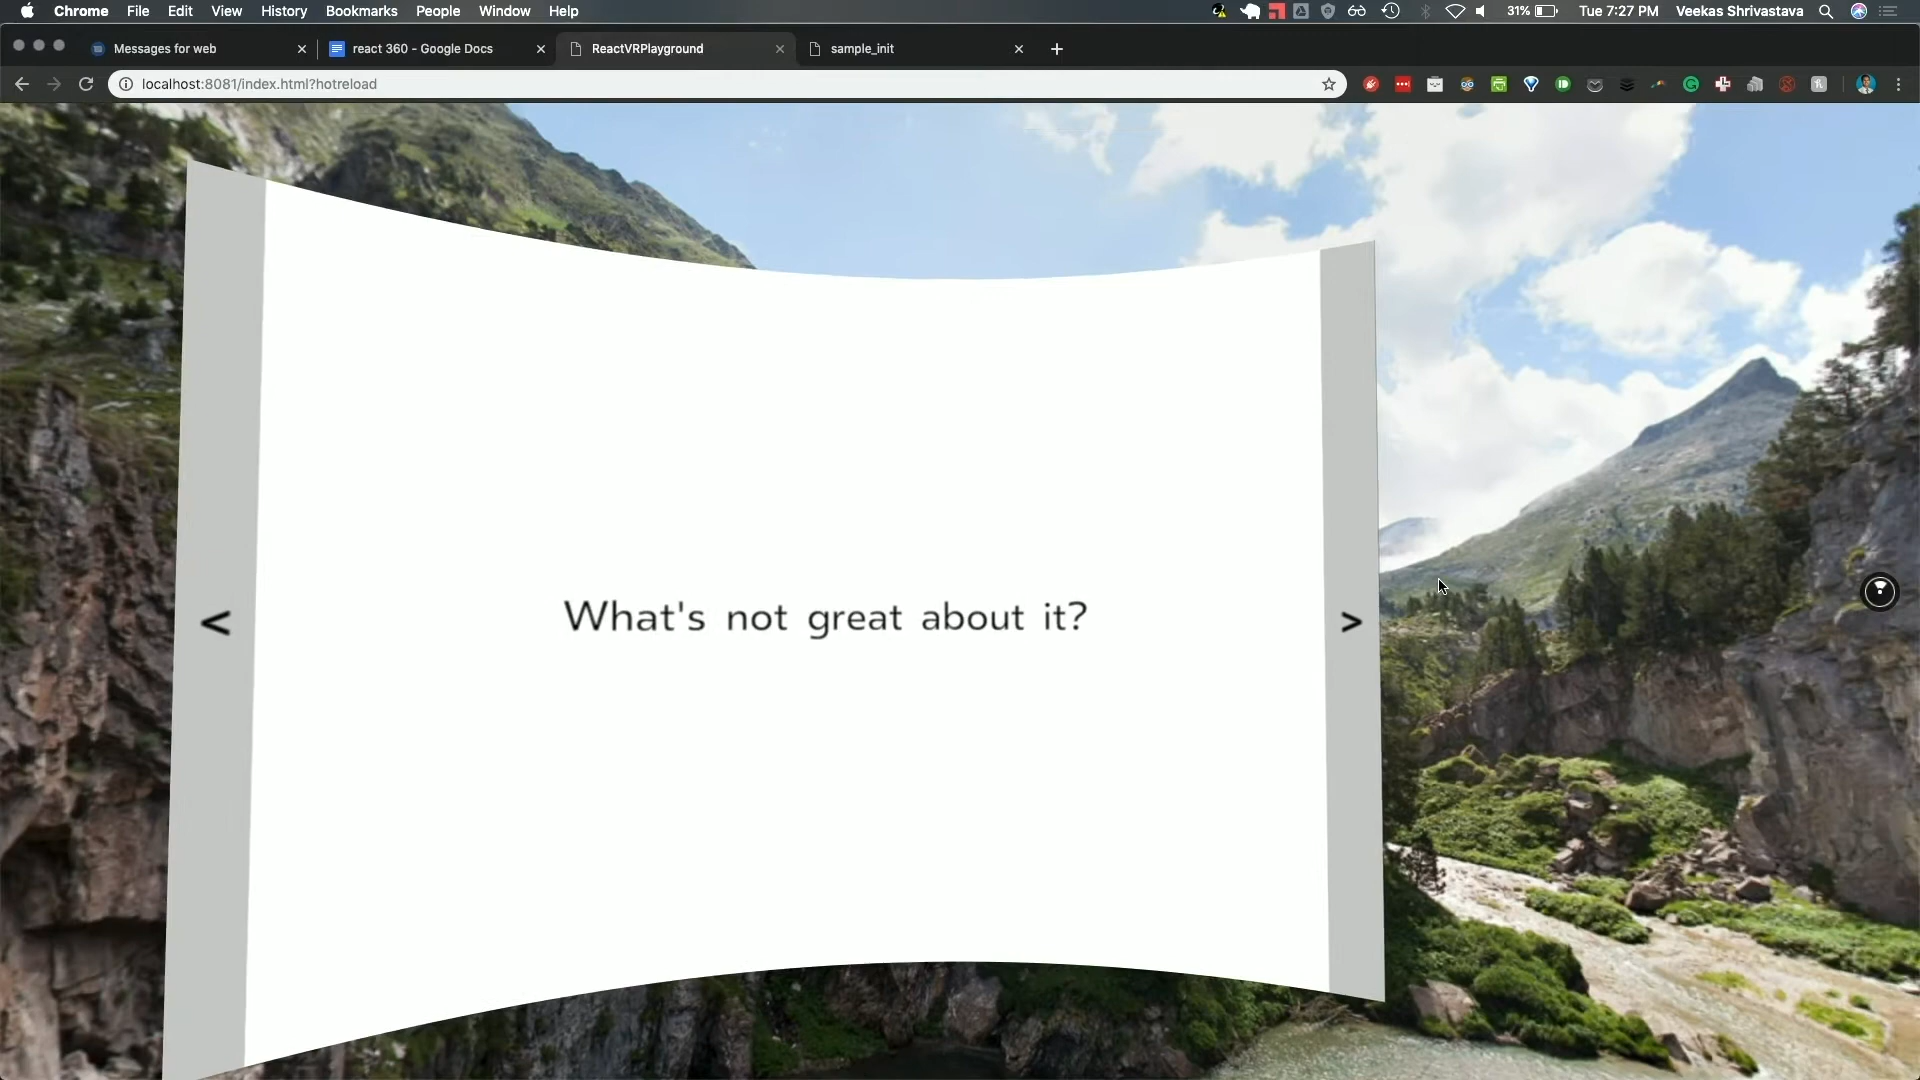 Chrome File Edit View History Bookmarks People Window Help 31% Tue 7:27 PM Veekas Shrivastava
Messages for web react 360 - Google Docs ReactVRPlayground sample_init
localhost:8081/index.html?hotreload
< What's not great about it? >